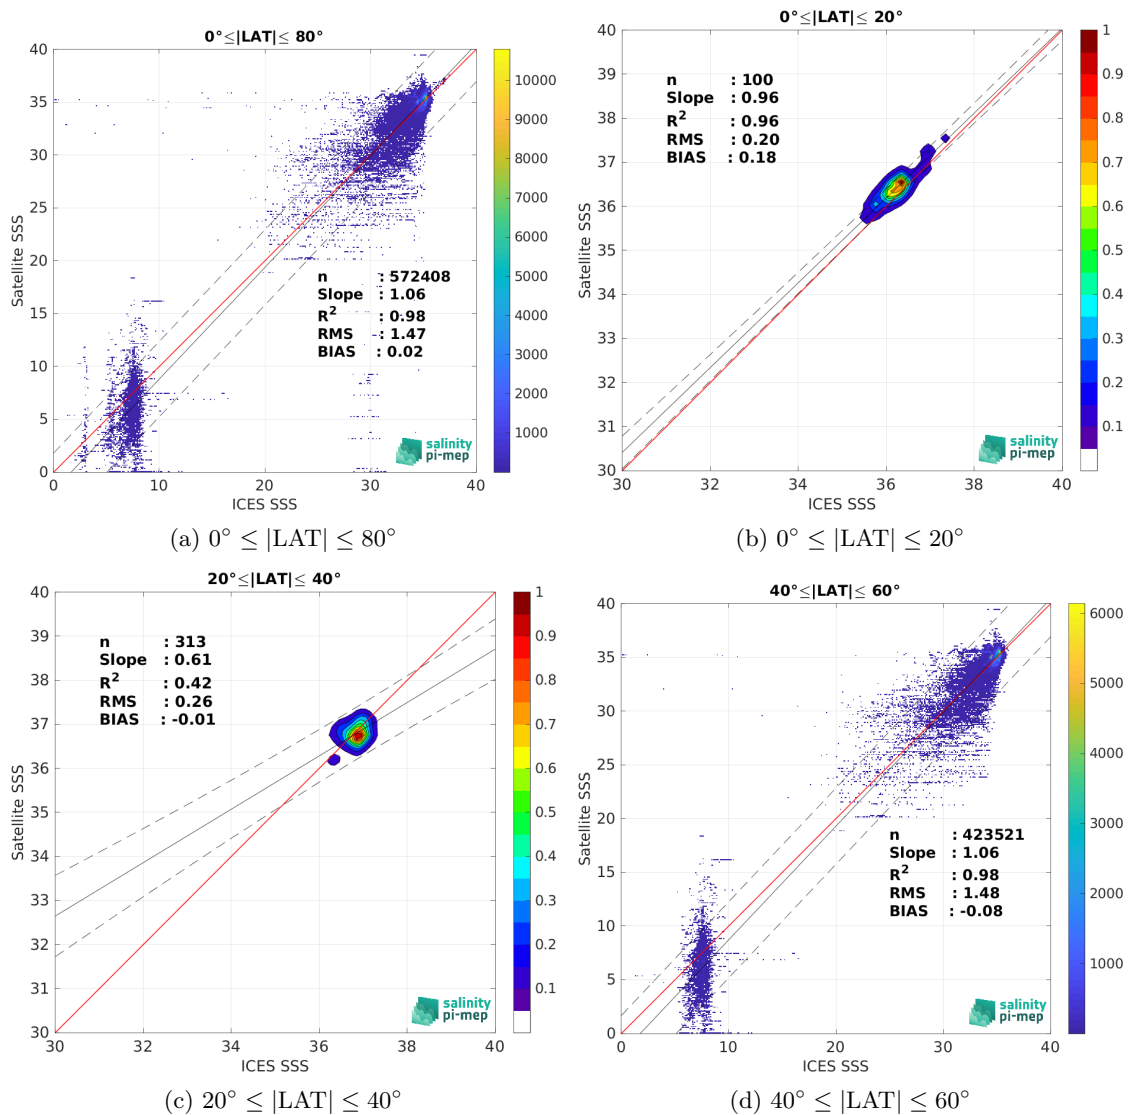 0°≤|LAT|≤ 80°
40
35
30
25
20
15
10
5
0
Satellite SSS
0
10
20
30
40
ICES SSS
n : 572408
Slope : 1.06
R² : 0.98
RMS : 1.47
BIAS : 0.02
salinity
pi-mep
10000
9000
8000
7000
6000
5000
4000
3000
2000
1000
(a) 0° ≤ |LAT| ≤ 80°
0°≤|LAT|≤ 20°
40
39
38
37
36
35
34
33
32
31
30
Satellite SSS
30
32
34
36
38
40
ICES SSS
n : 100
Slope : 0.96
R² : 0.96
RMS : 0.20
BIAS : 0.18
salinity
pi-mep
1
0.9
0.8
0.7
0.6
0.5
0.4
0.3
0.2
0.1
(b) 0° ≤ |LAT| ≤ 20°
20°≤|LAT|≤ 40°
40
39
38
37
36
35
34
33
32
31
30
Satellite SSS
30
32
34
36
38
40
ICES SSS
n : 313
Slope : 0.61
R² : 0.42
RMS : 0.26
BIAS : -0.01
salinity
pi-mep
1
0.9
0.8
0.7
0.6
0.5
0.4
0.3
0.2
0.1
(c) 20° ≤ |LAT| ≤ 40°
40°≤|LAT|≤ 60°
40
35
30
25
20
15
10
5
0
Satellite SSS
0
10
20
30
40
ICES SSS
n : 423521
Slope : 1.06
R² : 0.98
RMS : 1.48
BIAS : -0.08
salinity
pi-mep
6000
5000
4000
3000
2000
1000
(d) 40° ≤ |LAT| ≤ 60°